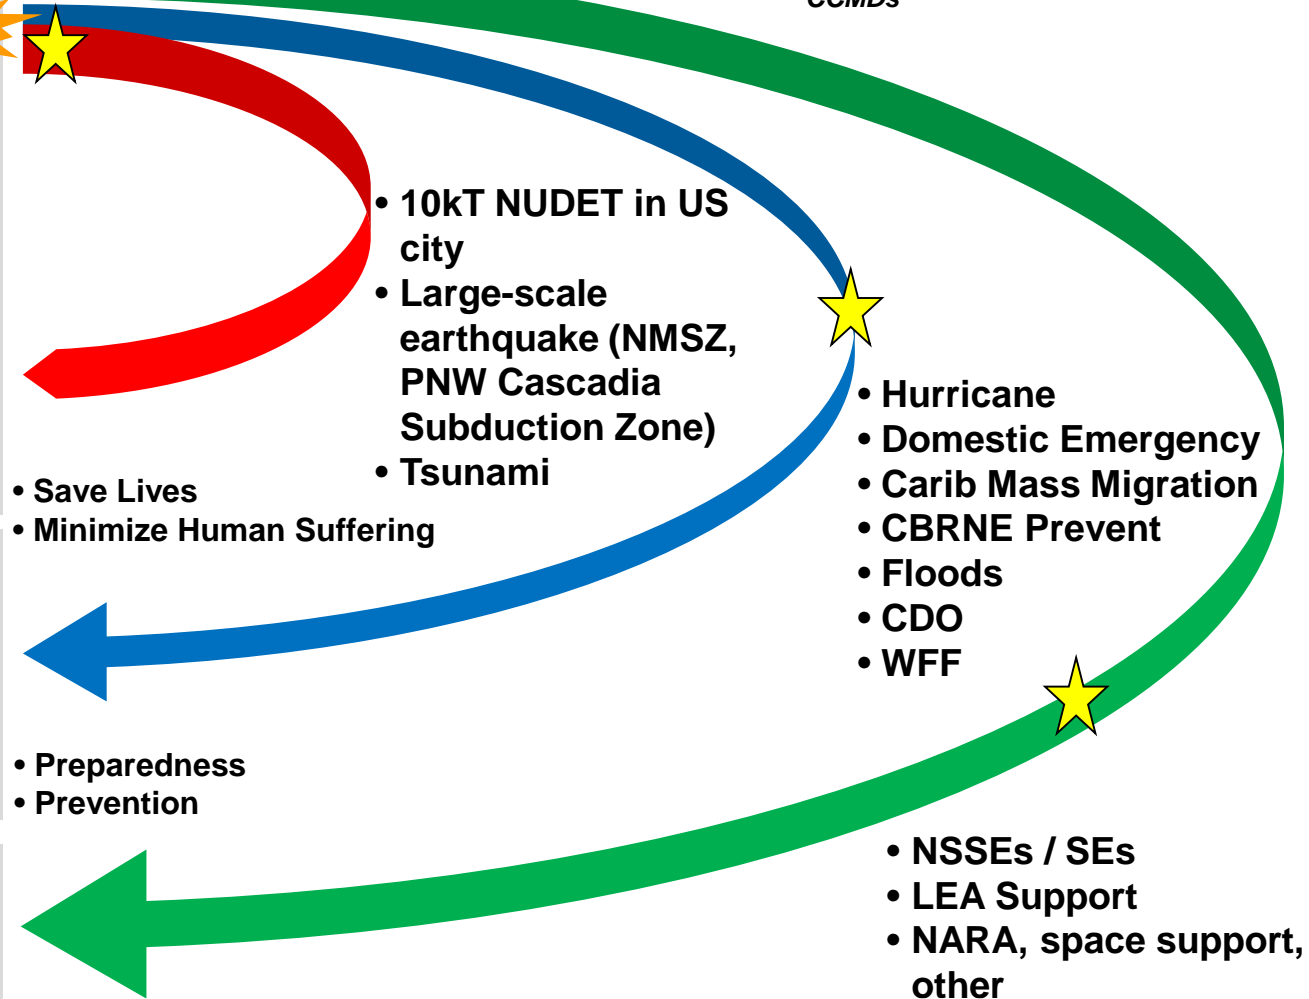 CCMDs
• 10kT NUDET in US
city
• Large-scale
earthquake (NMSZ,
PNW Cascadia
Subduction Zone)
• Tsunami
• Hurricane
• Domestic Emergency
• Carib Mass Migration
• CBRNE Prevent
• Floods
• CDO
• WFF
• Save Lives
• Minimize Human Suffering
• Preparedness
• Prevention
• NSSEs / SEs
• LEA Support
• NARA, space support,
other